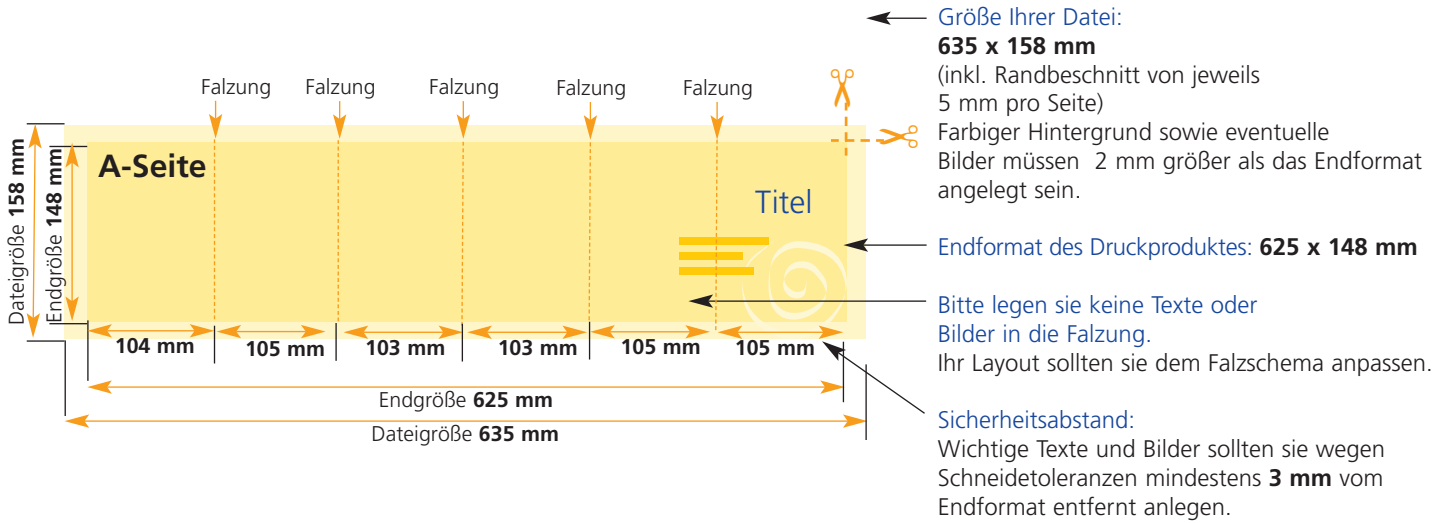 Größe Ihrer Datei:
635 x 158 mm
(inkl. Randbeschnitt von jeweils
5 mm pro Seite)
Farbiger Hintergrund sowie eventuelle
Bilder müssen 2 mm größer als das Endformat
angelegt sein.
Endformat des Druckproduktes: 625 x 148 mm
Bitte legen sie keine Texte oder
Bilder in die Falzung.
Ihr Layout sollten sie dem Falzschema anpassen.
Sicherheitsabstand:
Wichtige Texte und Bilder sollten sie wegen
Schneidetoleranzen mindestens 3 mm vom
Endformat entfernt anlegen.
Falzung Falzung Falzung Falzung Falzung
Dateigröße 158 mm
Endgröße 148 mm
A-Seite
Titel
104 mm 105 mm 103 mm 103 mm 105 mm 105 mm
Endgröße 625 mm
Dateigröße 635 mm